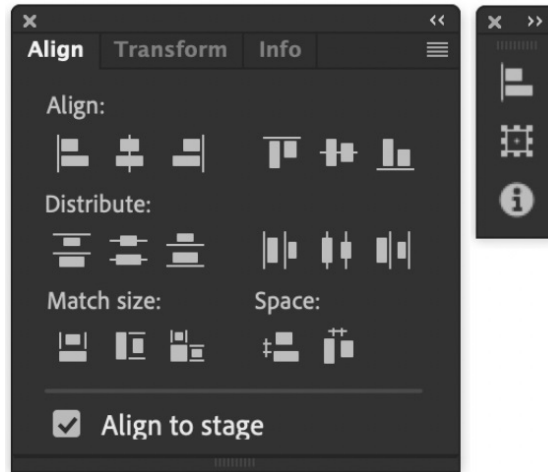 Align Transform Info
Align:
Distribute:
Match size: Space:
Align to stage